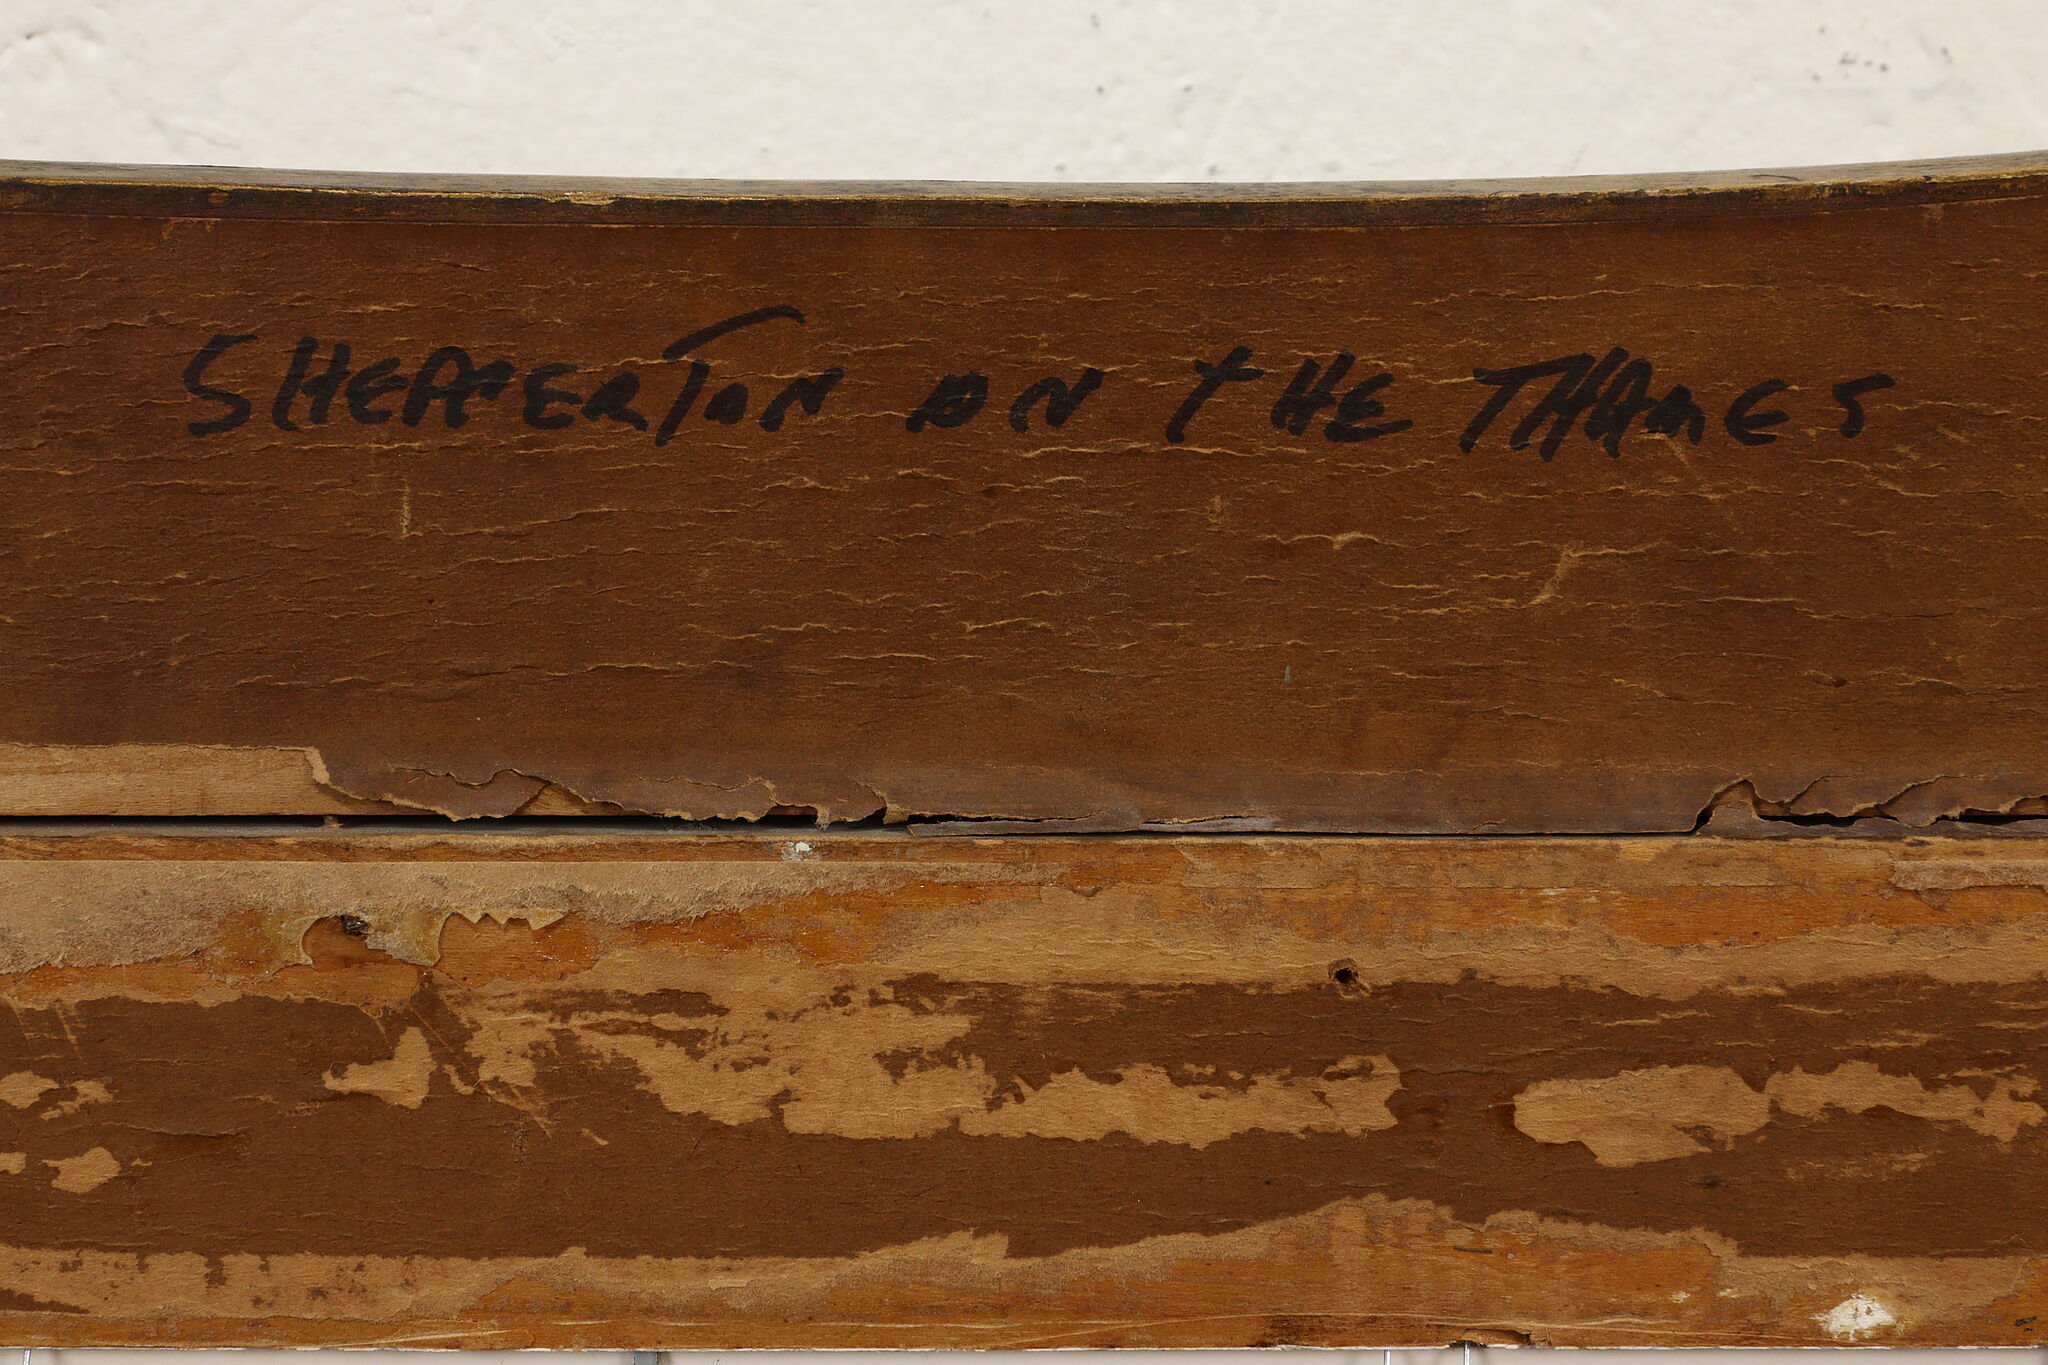 SHEPPERTON ON THE THAMES